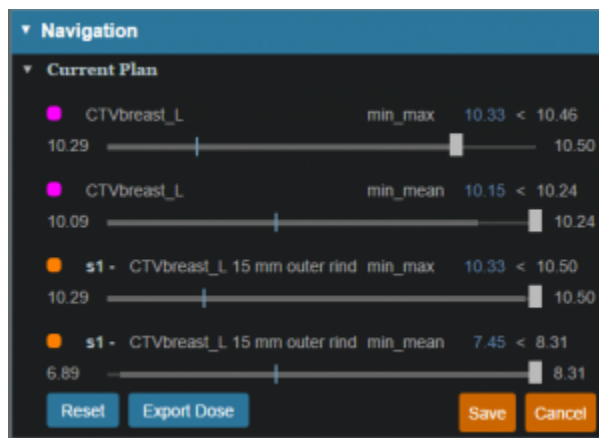 Navigation
Current Plan
CTVbreast_L min_max 10.33 < 10.46
10.29 10.50
CTVbreast_L min_mean 10.15 < 10.24
10.09 10.24
s1 - CTVbreast_L 15 mm outer rind min_max 10.33 < 10.50
10.29 10.50
s1 - CTVbreast_L 15 mm outer rind min_mean 7.45 < 8.31
6.89 8.31
Reset Export Dose Save Cancel